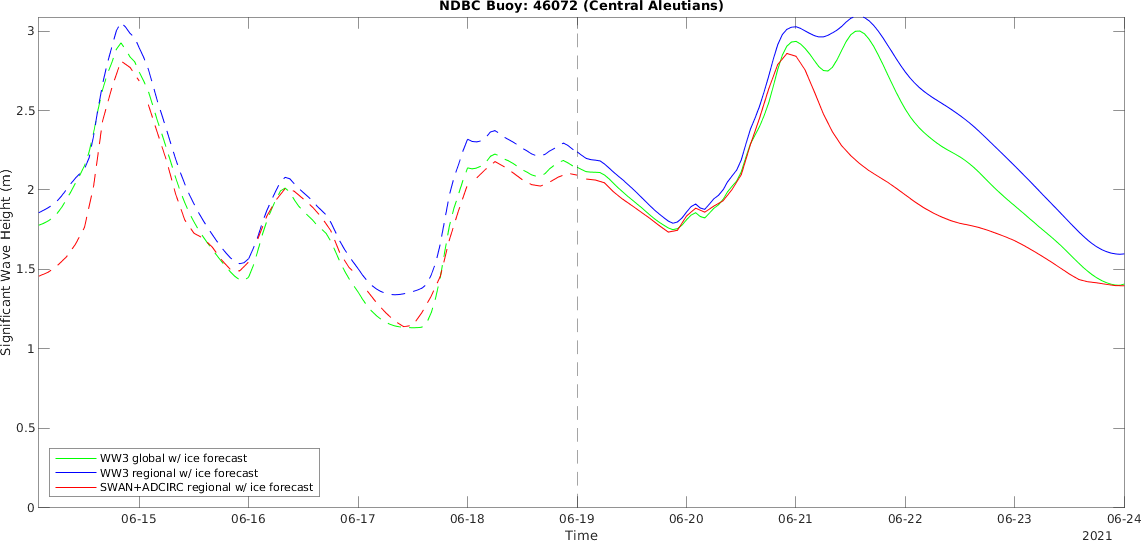 NDBC Buoy: 46072 (Central Aleutians)
3
2.5
2
1.5
1
0.5
0
Significant Wave Height (m)
WW3 global w/ ice forecast
WW3 regional w/ ice forecast
SWAN+ADCIRC regional w/ ice forecast
06-15 06-16 06-17 06-18 06-19 06-20 06-21 06-22 06-23 06-24
Time
2021